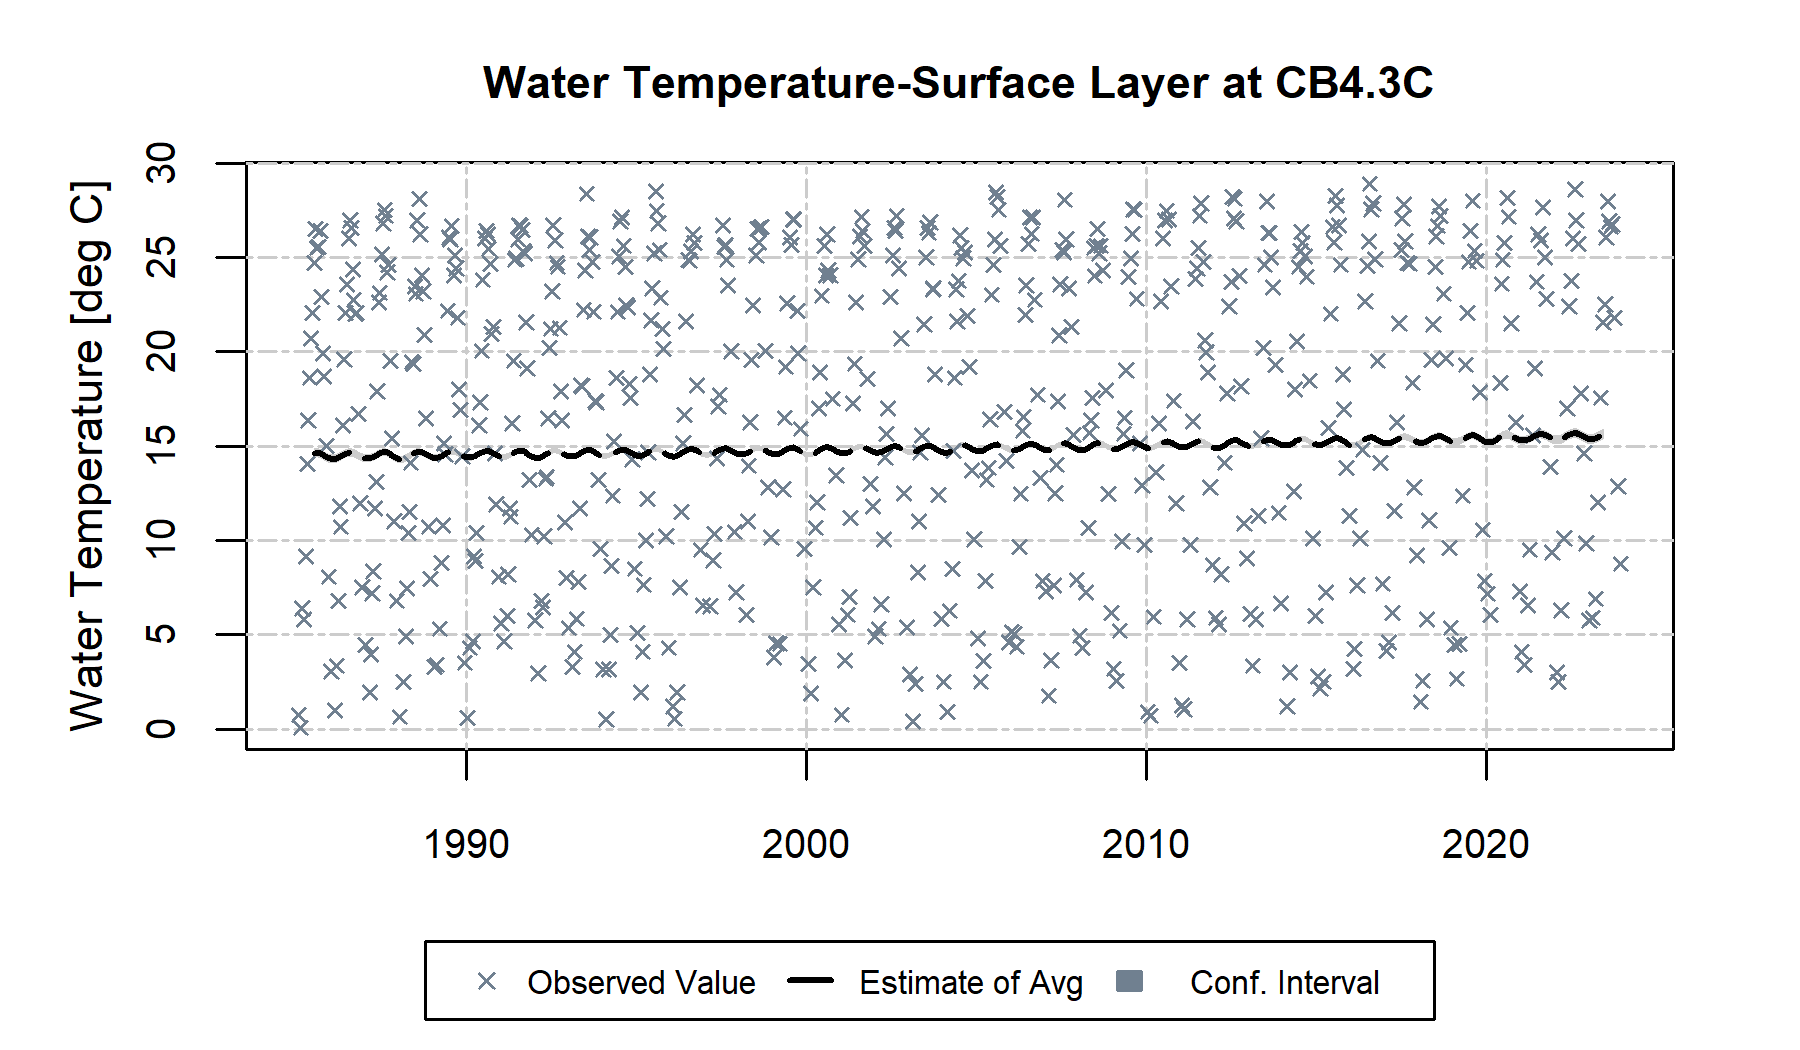 Water Temperature-Surface Layer at CB4.3C
Water Temperature [deg C]
30
25
20
15
10
5
0
1990 2000 2010 2020
Observed Value Estimate of Avg Conf. Interval